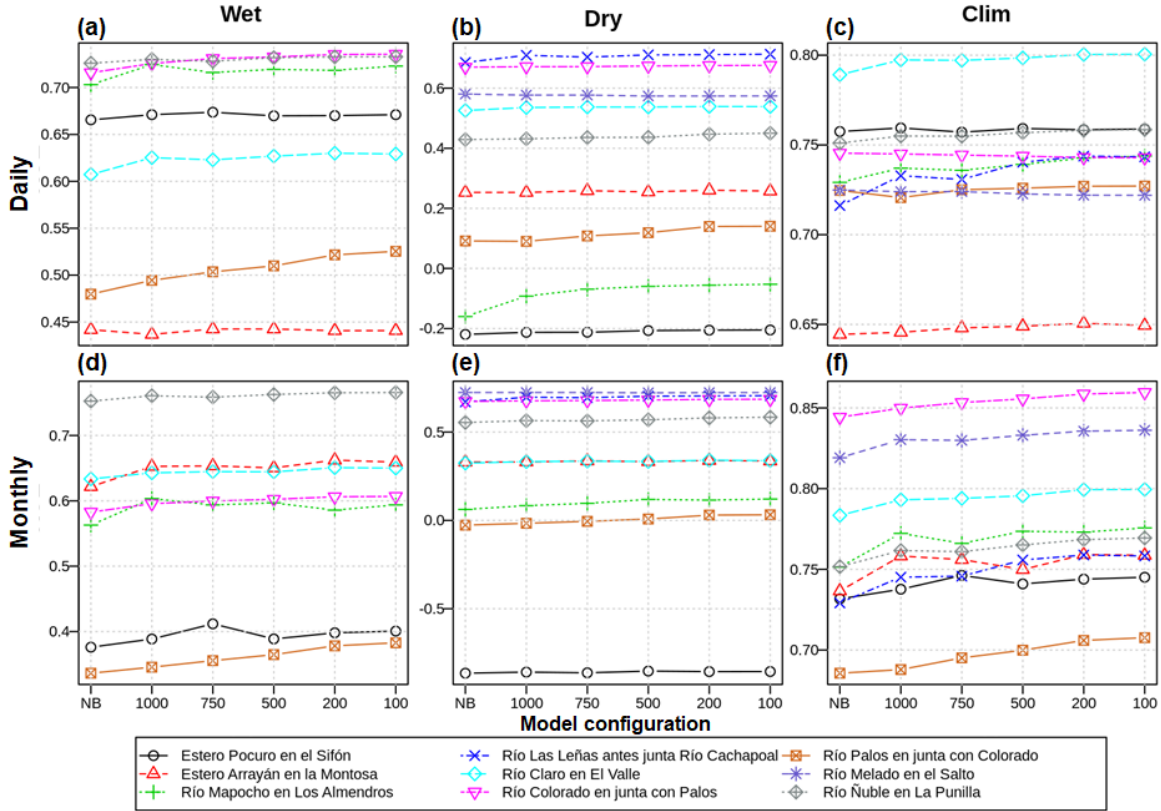 Wet
Dry
Clim
(a)
(b)
(c)
Daily
0.70
0.65
0.60
0.55
0.50
0.45
0.6
0.4
0.2
0.0
-0.2
0.80
0.75
0.70
0.65
(d)
(e)
(f)
Monthly
0.7
0.6
0.5
0.4
0.5
0.0
-0.5
0.85
0.80
0.75
0.70
NB 1000 750 500 200 100
NB 1000 750 500 200 100
NB 1000 750 500 200 100
Model configuration
Estero Pocuro en el Sifón
Estero Arrayán en la Montosa
Río Mapocho en Los Almendros
Río Las Leñas antes junta Río Cachapoal
Río Claro en El Valle
Río Colorado en junta con Palos
Río Palos en junta con Colorado
Río Melado en el Salto
Río Ñuble en La Punilla